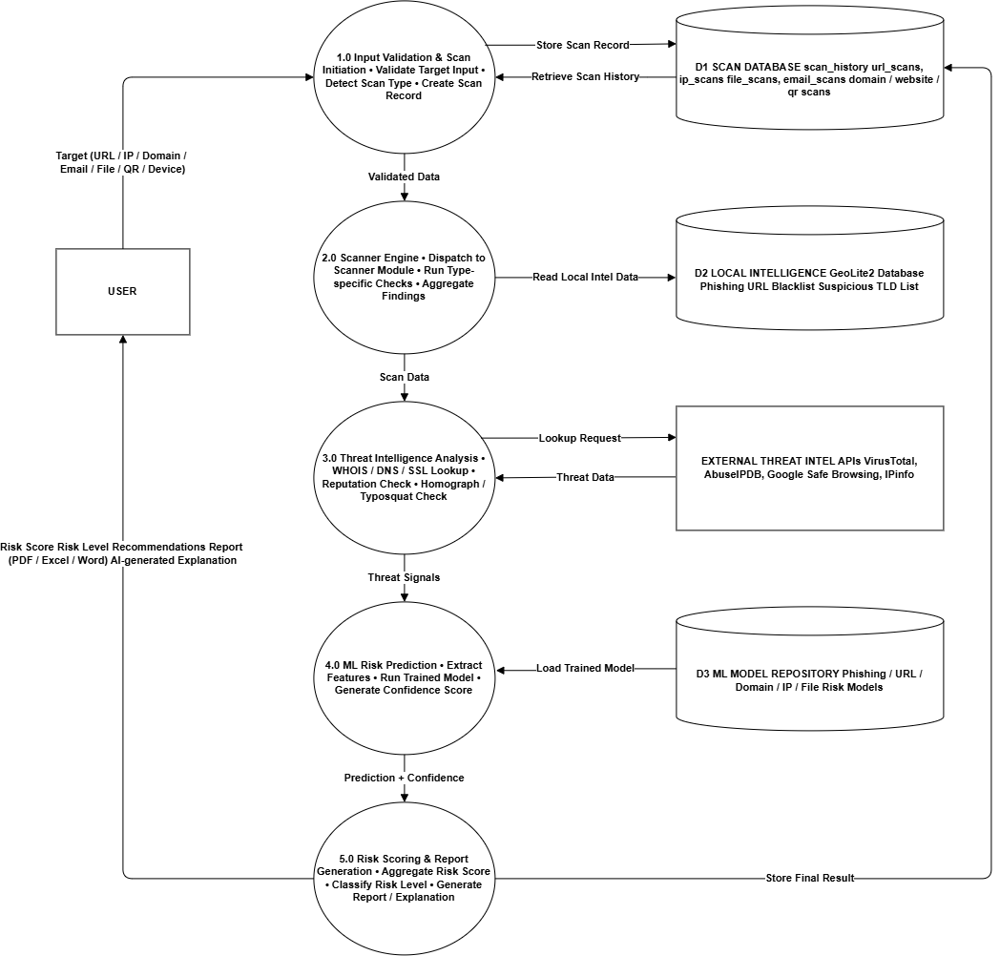 1.0 Input Validation & Scan
Initiation • Validate Target Input •
Detect Scan Type • Create Scan
Record
Store Scan Record
Retrieve Scan History
D1 SCAN DATABASE scan_history url_scans,
ip_scans file_scans, email_scans domain / website /
qr scans
Target (URL / IP / Domain /
Email / File / QR / Device)
Validated Data
USER
2.0 Scanner Engine • Dispatch to
Scanner Module • Run Type-
specific Checks • Aggregate
Findings
Read Local Intel Data
D2 LOCAL INTELLIGENCE GeoLite2 Database
Phishing URL Blacklist Suspicious TLD List
Scan Data
3.0 Threat Intelligence Analysis •
WHOIS / DNS / SSL Lookup •
Reputation Check • Homograph /
Typosquat Check
Lookup Request
Threat Data
EXTERNAL THREAT INTEL APIs VirusTotal,
AbuseIPDB, Google Safe Browsing, IPinfo
Risk Score Risk Level Recommendations Report
(PDF / Excel / Word) AI-generated Explanation
Threat Signals
4.0 ML Risk Prediction • Extract
Features • Run Trained Model •
Generate Confidence Score
Load Trained Model
D3 ML MODEL REPOSITORY Phishing / URL /
Domain / IP / File Risk Models
Prediction + Confidence
5.0 Risk Scoring & Report
Generation • Aggregate Risk Score
• Classify Risk Level • Generate
Report / Explanation
Store Final Result